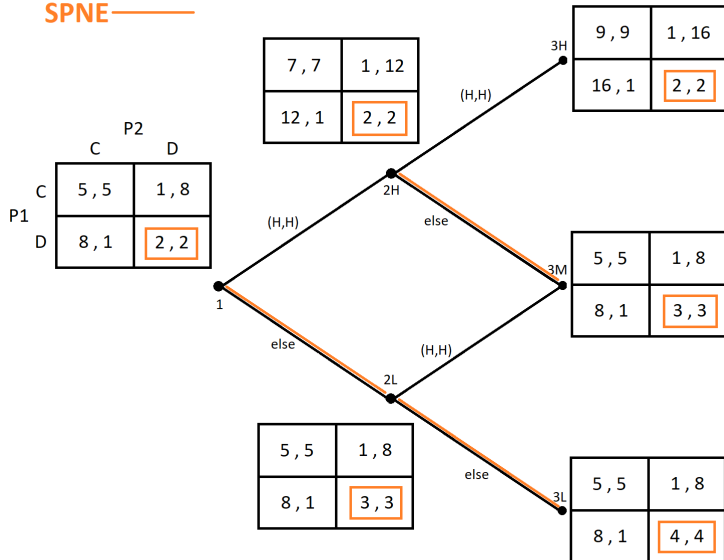 SPNE
3H
9 , 9 1 , 16
16 , 1 2 , 2
7 , 7 1 , 12
12 , 1 2 , 2
(H,H)
P2
C D
P1
C 5 , 5 1 , 8
D 8 , 1 2 , 2
2H
(H,H)
else
1
else
3M
5 , 5 1 , 8
8 , 1 3 , 3
(H,H)
2L
5 , 5 1 , 8
8 , 1 3 , 3
else
3L
5 , 5 1 , 8
8 , 1 4 , 4